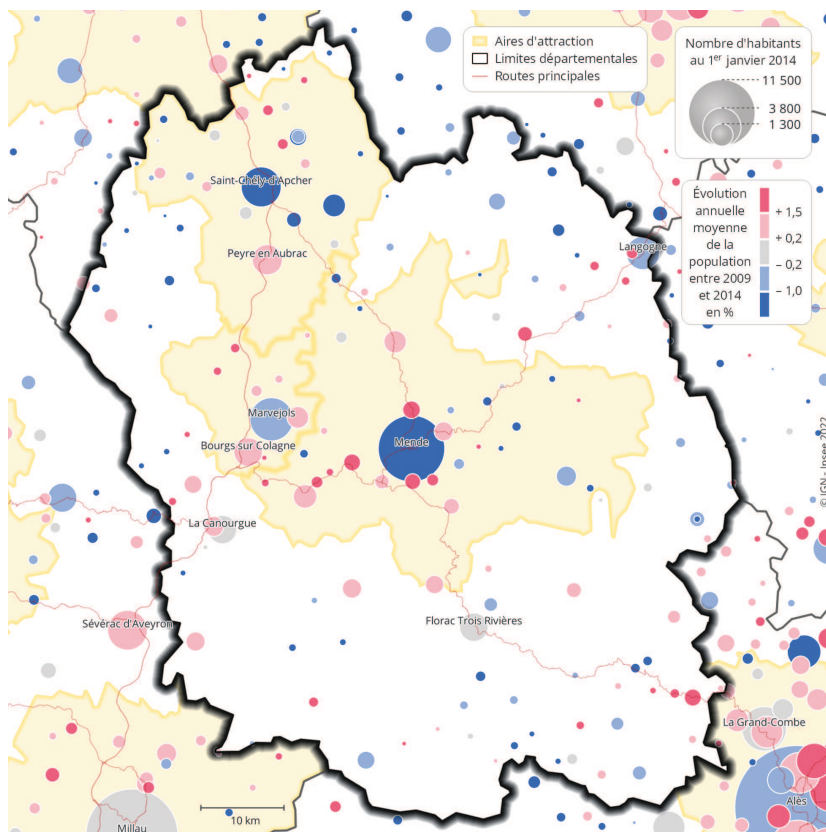 Aires d'attraction
Limites départementales
Routes principales
Nombre d'habitants
au 1er janvier 2014
11 500
3 800
1 300
Évolution
annuelle
moyenne
de la
population
entre 2009
et 2014
en %
+ 1,5
+ 0,2
– 0,2
– 1,0
Saint-Chély-d'Apcher
Langogne
Peyre en Aubrac
Marvejols
Mende
Bourgs sur Colagne
© IGN - Insee 2022
La Canourgue
Sévérac d'Aveyron
Florac Trois Rivières
La Grand-Combe
Alès
10 km
Millau